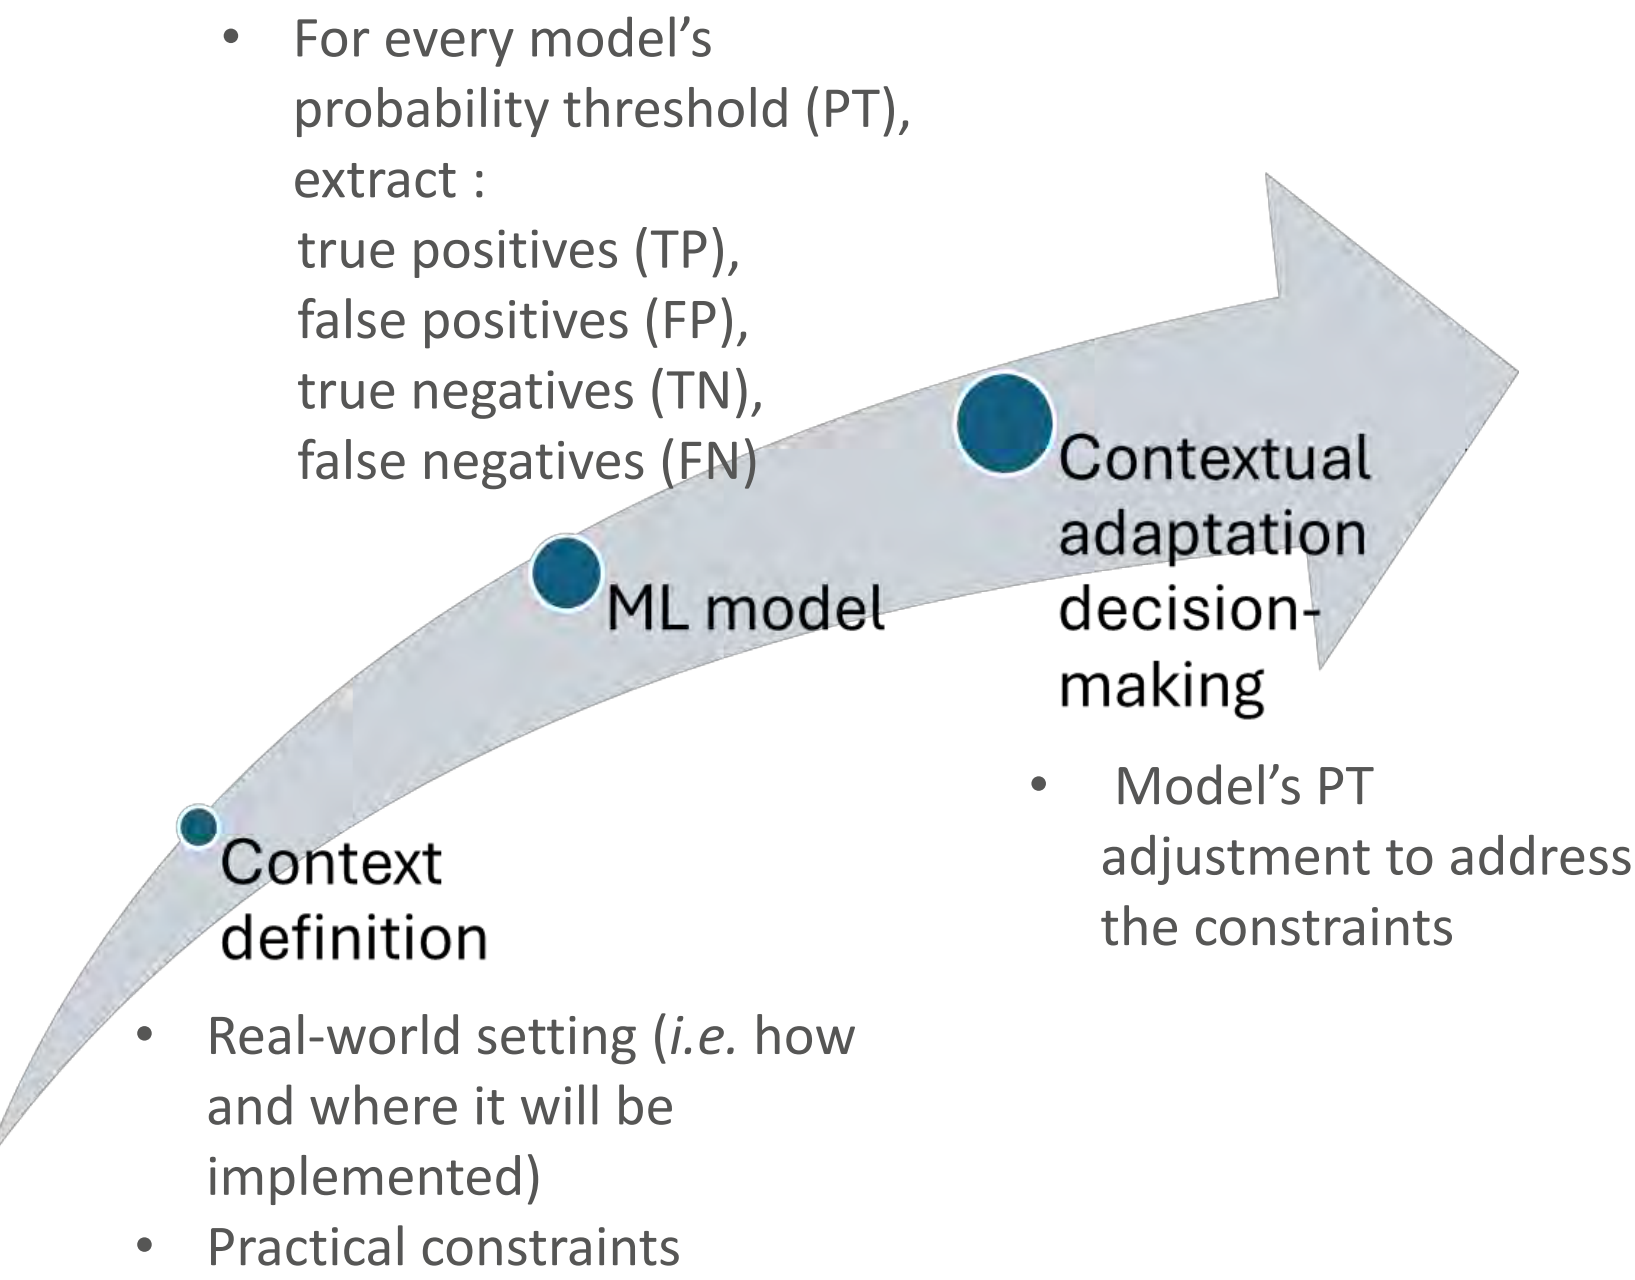 • For every model’s
probability threshold (PT),
extract :
true positives (TP),
false positives (FP),
true negatives (TN),
false negatives (FN)
ML model
Contextual
adaptation
decision-
making
• Model’s PT
adjustment to address
the constraints
Context
definition
• Real-world setting (i.e. how
and where it will be
implemented)
• Practical constraints